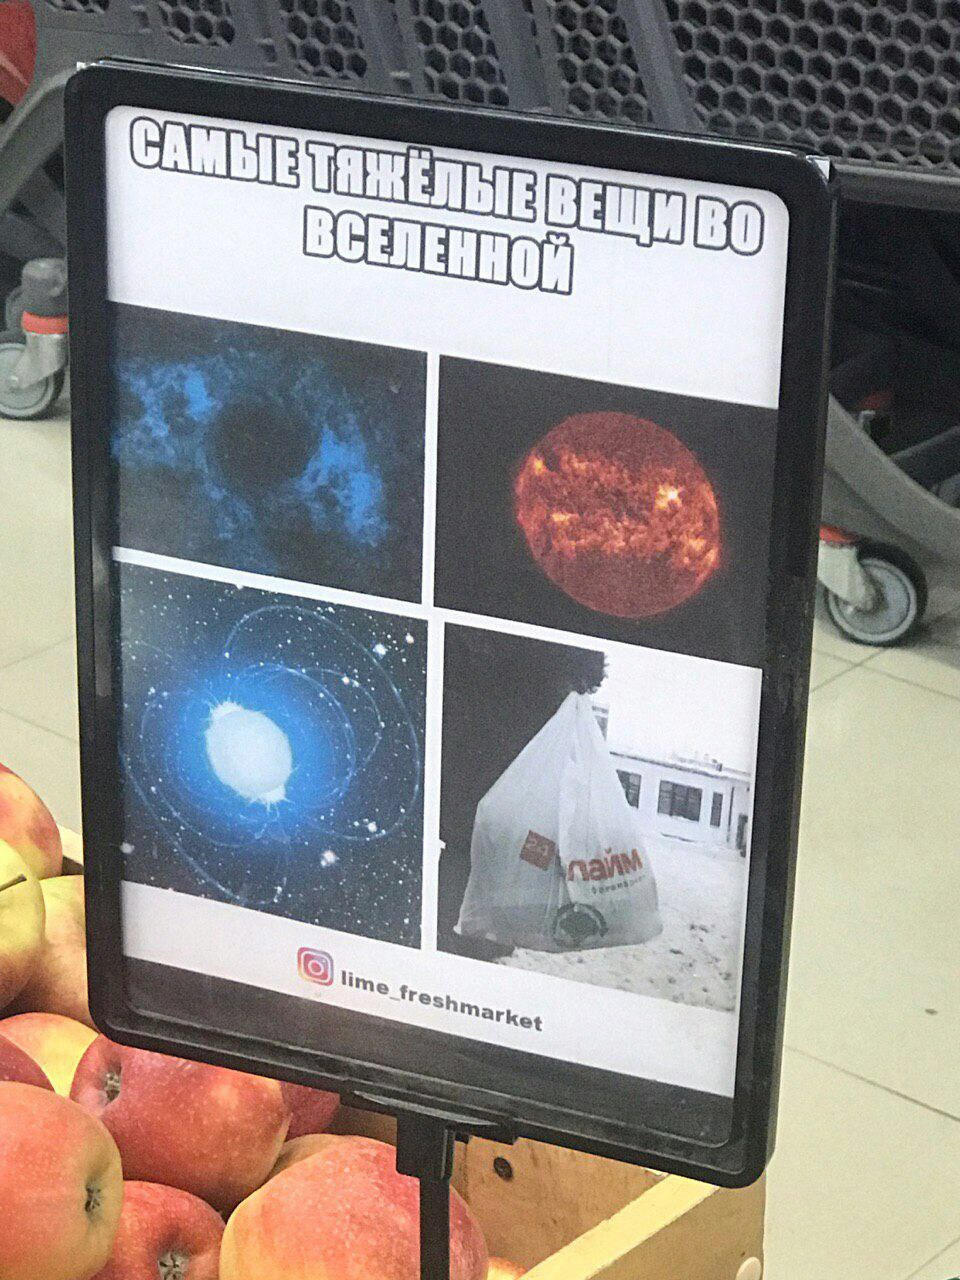 САМЫЕ ТЯЖЁЛЫЕ ВЕЩИ ВО
ВСЕЛЕННОЙ
лайм
lime_freshmarket